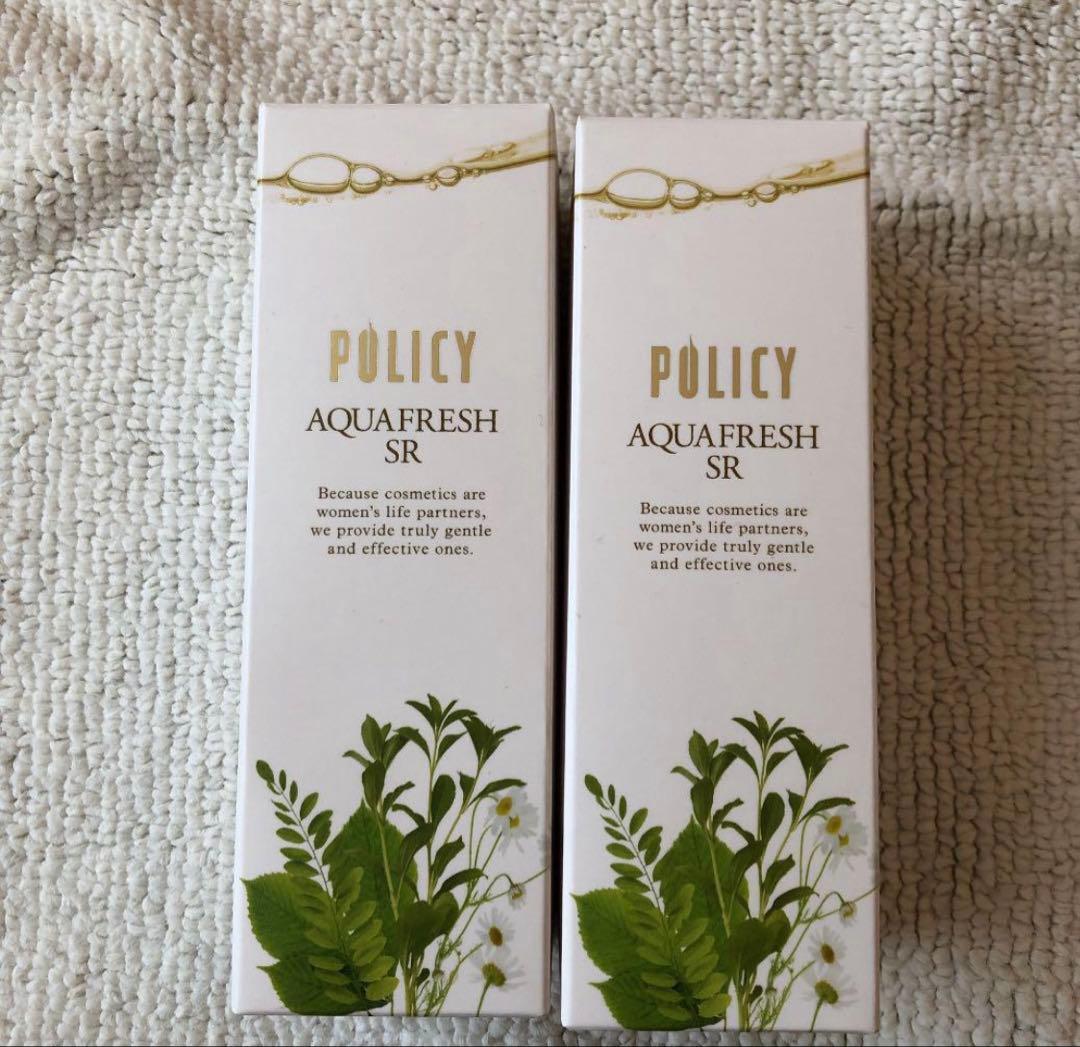 POLICY
AQUAFRESH
SR
Because cosmetics are
women's life partners,
we provide truly gentle
and effective ones.
POLICY
AQUAFRESH
SR
Because cosmetics are
women's life partners,
we provide truly gentle
and effective ones.